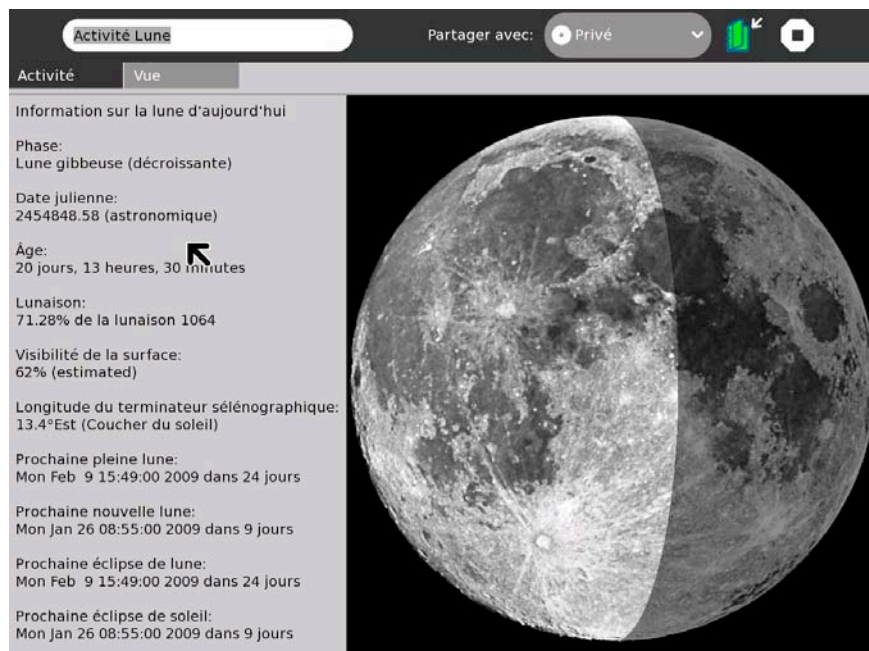 Activité Lune
Partager avec: Privé
Activité Vue
Information sur la lune d'aujourd'hui
Phase:
Lune gibbeuse (décroissante)
Date julienne:
2454848.58 (astronomique)
Âge:
20 jours, 13 heures, 30 minutes
Lunaison:
71.28% de la lunaison 1064
Visibilité de la surface:
62% (estimated)
Longitude du terminateur sélénographique:
13.4°Est (Coucher du soleil)
Prochaine pleine lune:
Mon Feb 9 15:49:00 2009 dans 24 jours
Prochaine nouvelle lune:
Mon Jan 26 08:55:00 2009 dans 9 jours
Prochaine éclipse de lune:
Mon Feb 9 15:49:00 2009 dans 24 jours
Prochaine éclipse de soleil:
Mon Jan 26 08:55:00 2009 dans 9 jours